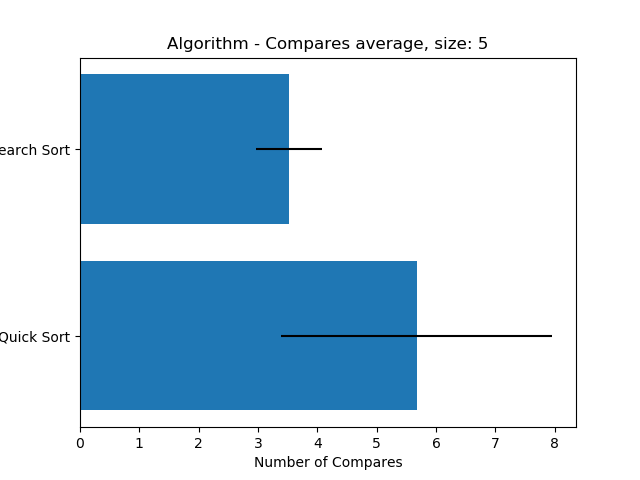 Algorithm - Compares average, size: 5
earch Sort
Quick Sort
0 1 2 3 4 5 6 7 8
Number of Compares